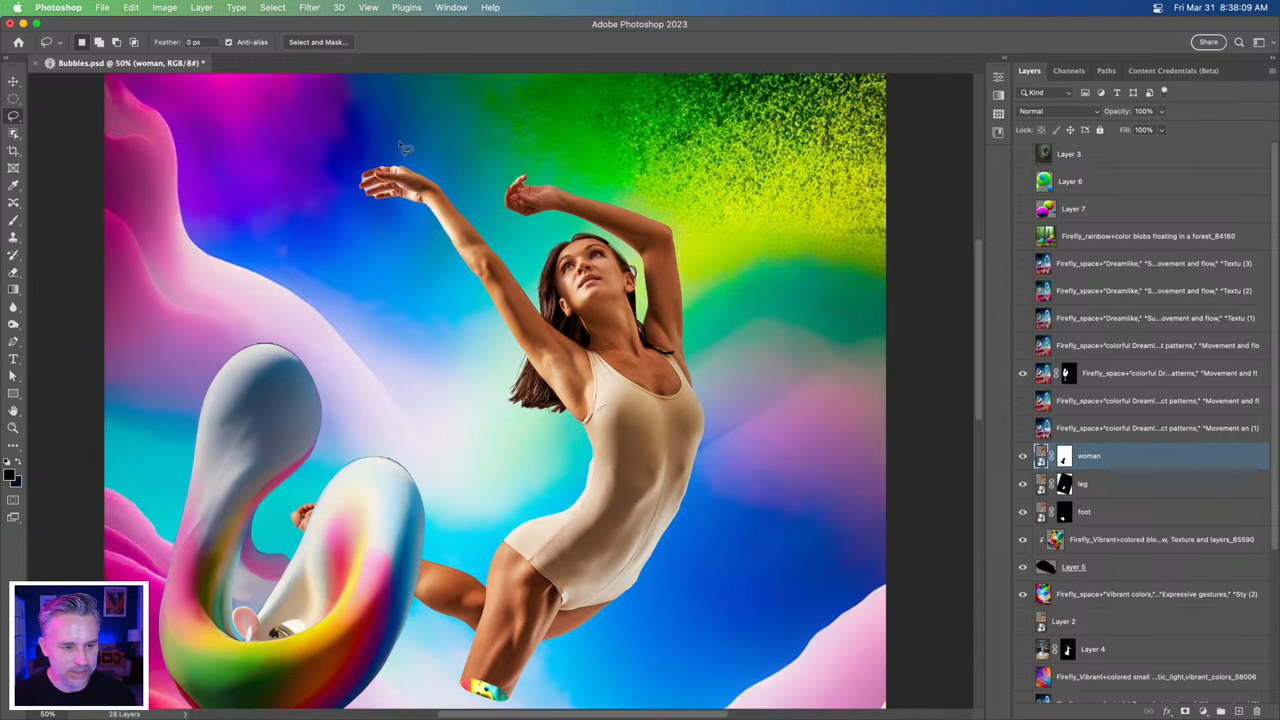 Photoshop File Edit Image Layer Type Select Filter 3D View Plugins Window Help Fri Mar 31 8:38:09 AM
Adobe Photoshop 2023
Feather: 0 px Anti-alias Select and Mask... Share
Bubbles.psd @ 50% (woman, RGB/8#) *
Layers Channels Paths Content Credentials (Beta)
Kind
Normal Opacity: 100%
Lock: Fill: 100%
Layer 3
Layer 6
Layer 7
Firefly_rainbow+color blobs floating in a forest_84160
Firefly_space+"Dreamlike," "S...ovement and flow," "Textu (3)
Firefly_space+"Dreamlike," "S...ovement and flow," "Textu (2)
Firefly_space+"Dreamlike," "Su...ovement and flow," "Textu (1)
Firefly_space+"colorful Dreaml...ct patterns," "Movement and flo
Firefly_space+"colorful Dr...atterns," "Movement and fl
Firefly_space+"colorful Dreaml...ct patterns," "Movement and flo
Firefly_space+"colorful Dreaml...ct patterns," "Movement an (1)
woman
leg
foot
Firefly_Vibrant+colored blo...w, Texture and layers_65590
Layer 5
Firefly_space+"Vibrant colors,"..."Expressive gestures," "Sty (2)
Layer 2
Layer 4
Firefly_Vibrant+colored small ...tic_light,vibrant_colors_58006
50% 28 Layers